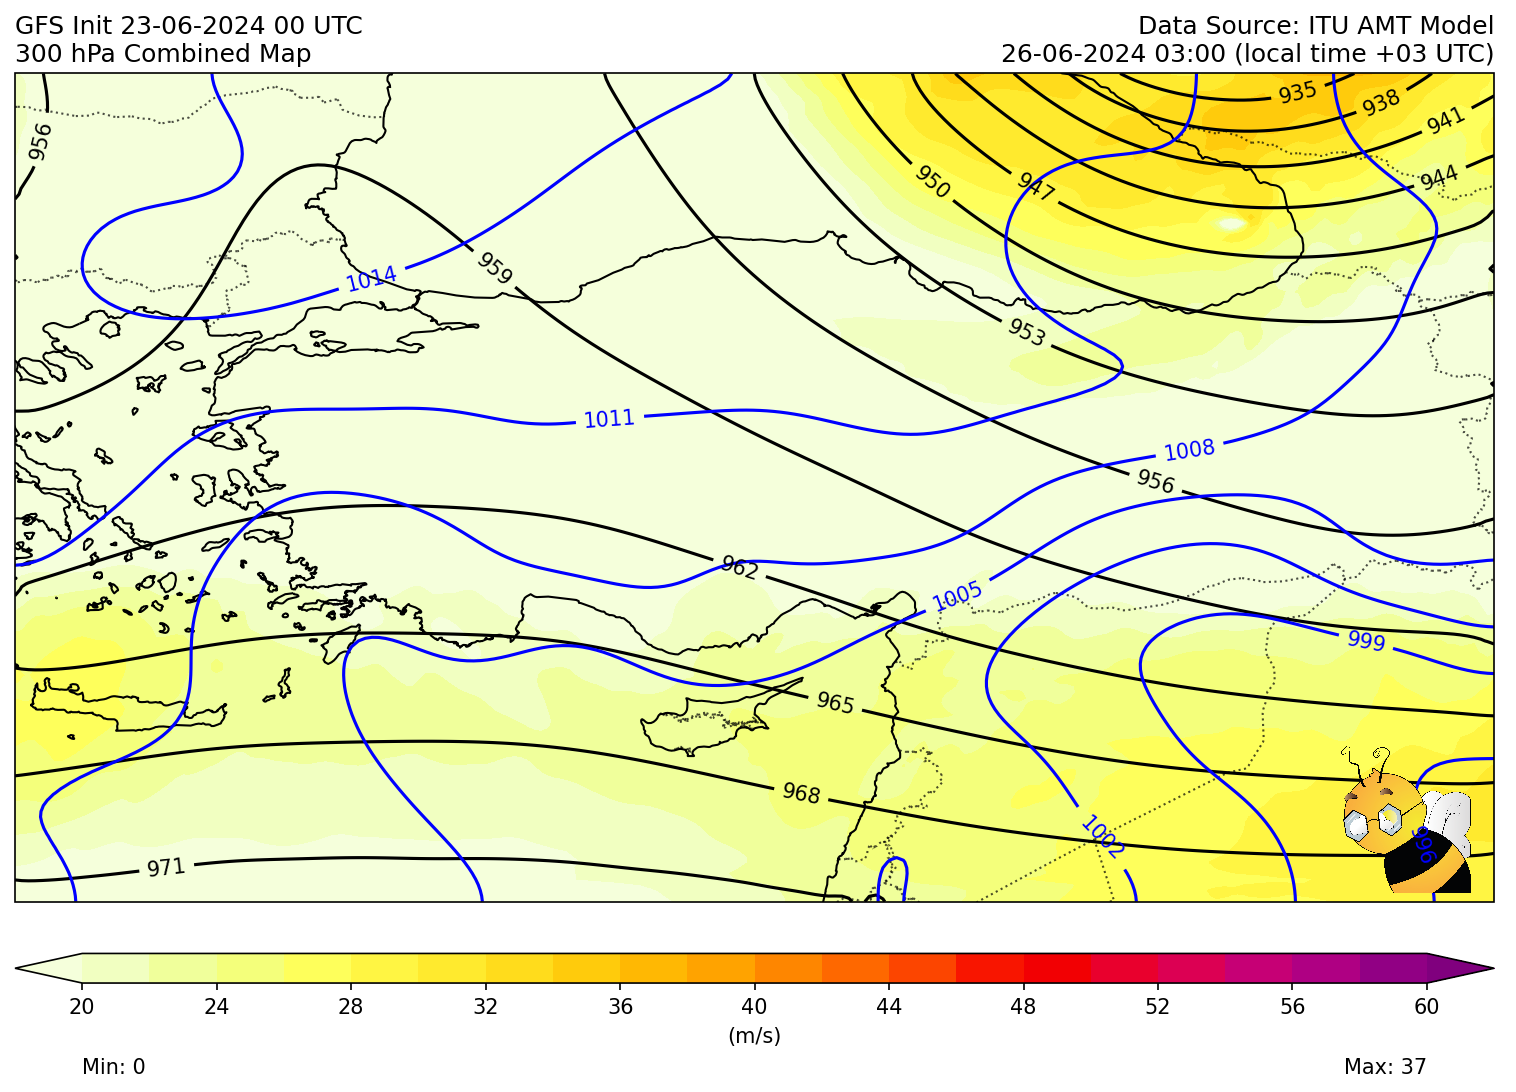 GFS Init 23-06-2024 00 UTC
300 hPa Combined Map
Data Source: ITU AMT Model
26-06-2024 03:00 (local time +03 UTC)
935
938
941
944
947
950
953
956
956
959
962
965
968
971
1014
1011
1008
1005
1002
999
996
20 24 28 32 36 40 44 48 52 56 60
(m/s)
Min: 0
Max: 37